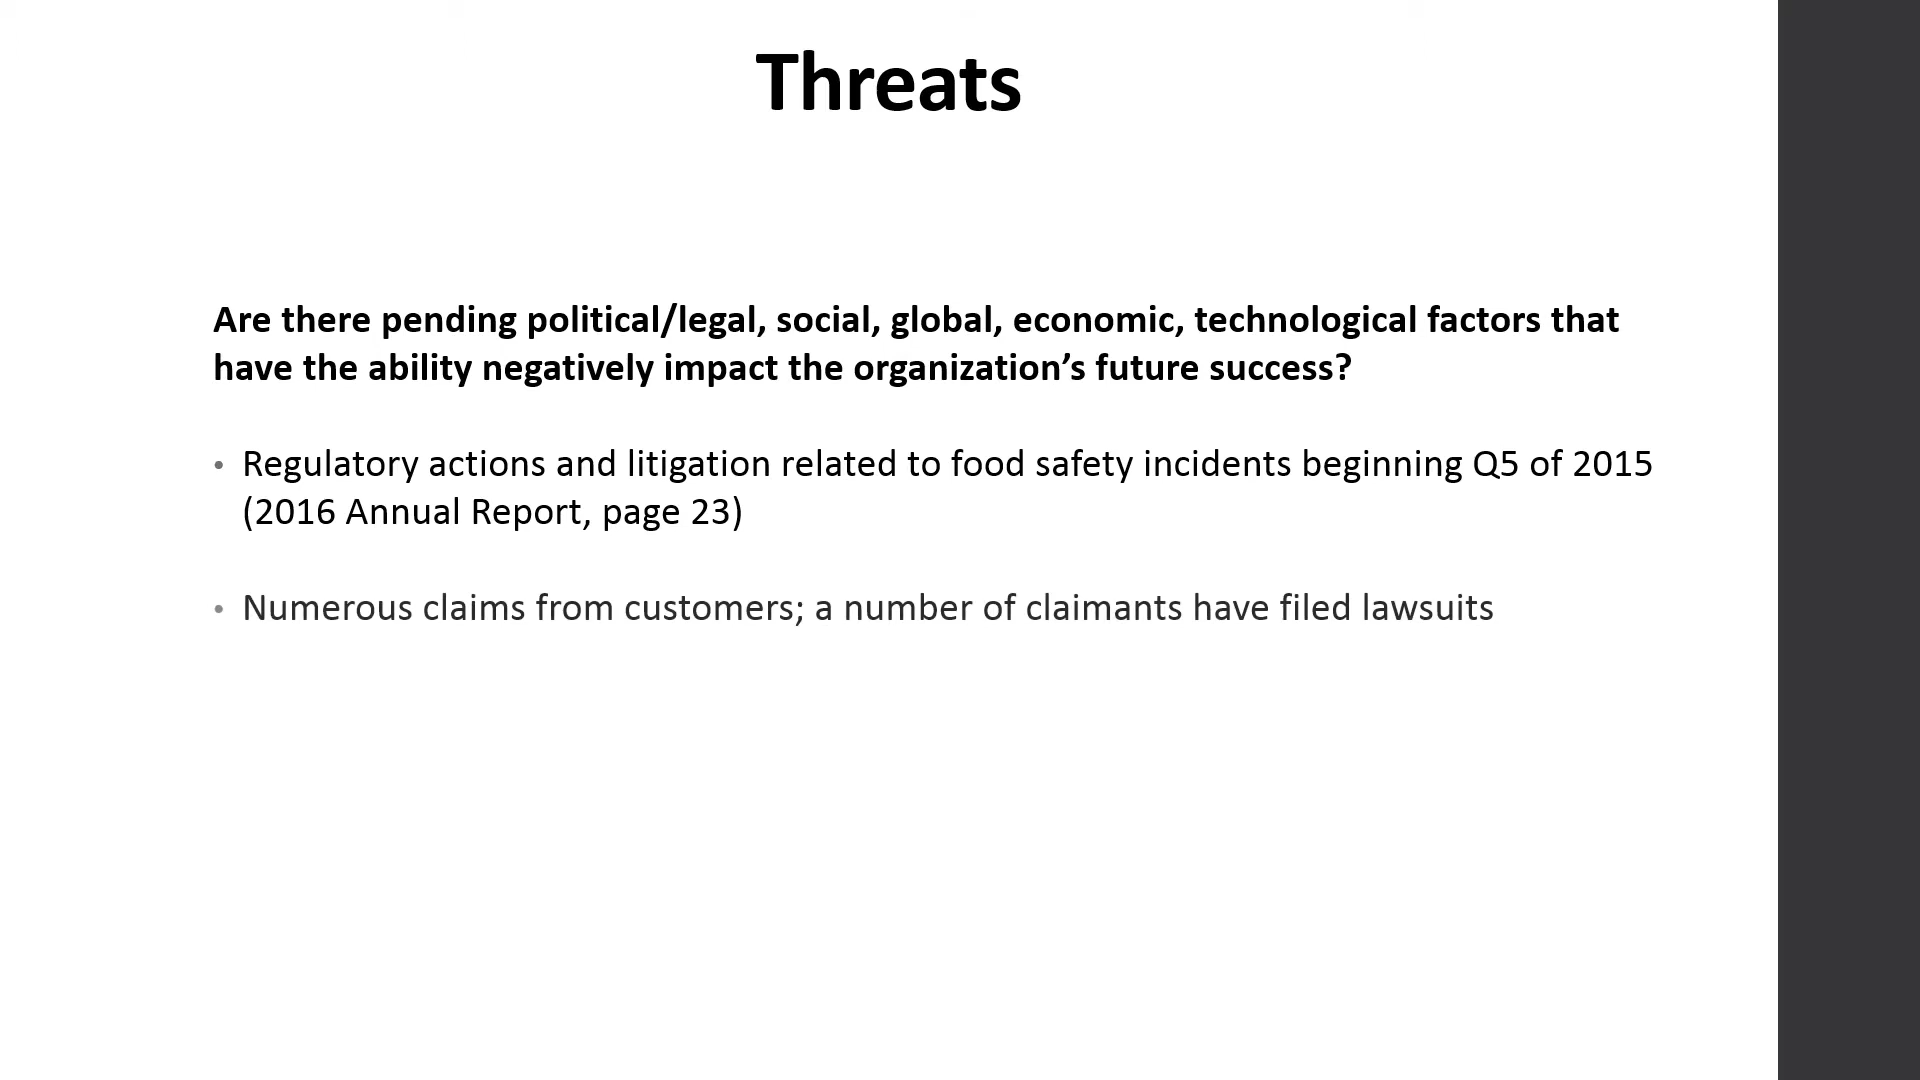 Threats
Are there pending political/legal, social, global, economic, technological factors that
have the ability negatively impact the organization’s future success?
• Regulatory actions and litigation related to food safety incidents beginning Q5 of 2015
(2016 Annual Report, page 23)
• Numerous claims from customers; a number of claimants have filed lawsuits